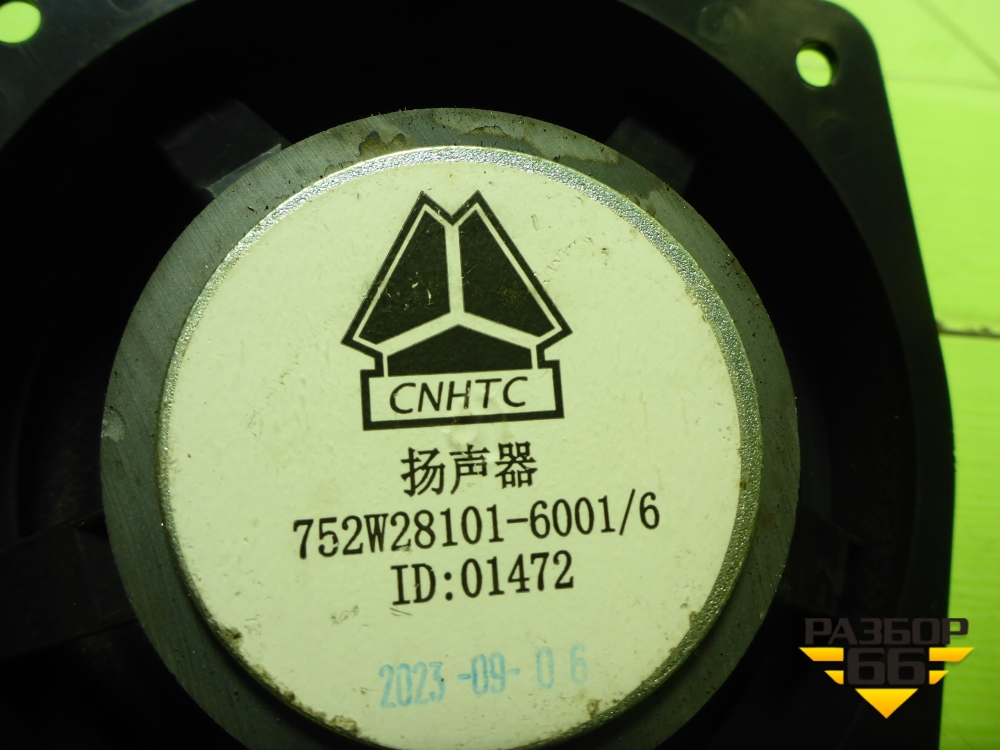 CNHTC
扬声器
752W28101-6001/6
ID:01472
2023-09-06
РАЗБОР
66